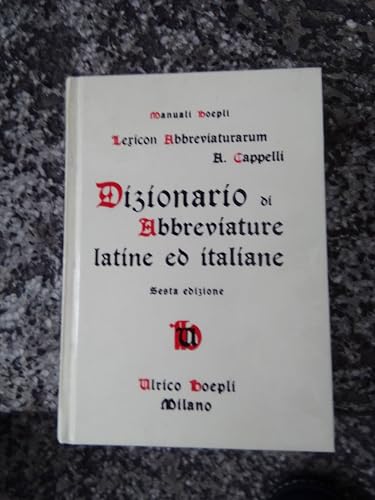 Manuali Hoepli
Lexicon Abbreviaturarum
A. Cappelli
Dizionario di
Abbreviature
latine ed italiane
Sesta edizione
Ulrico Hoepli
Milano